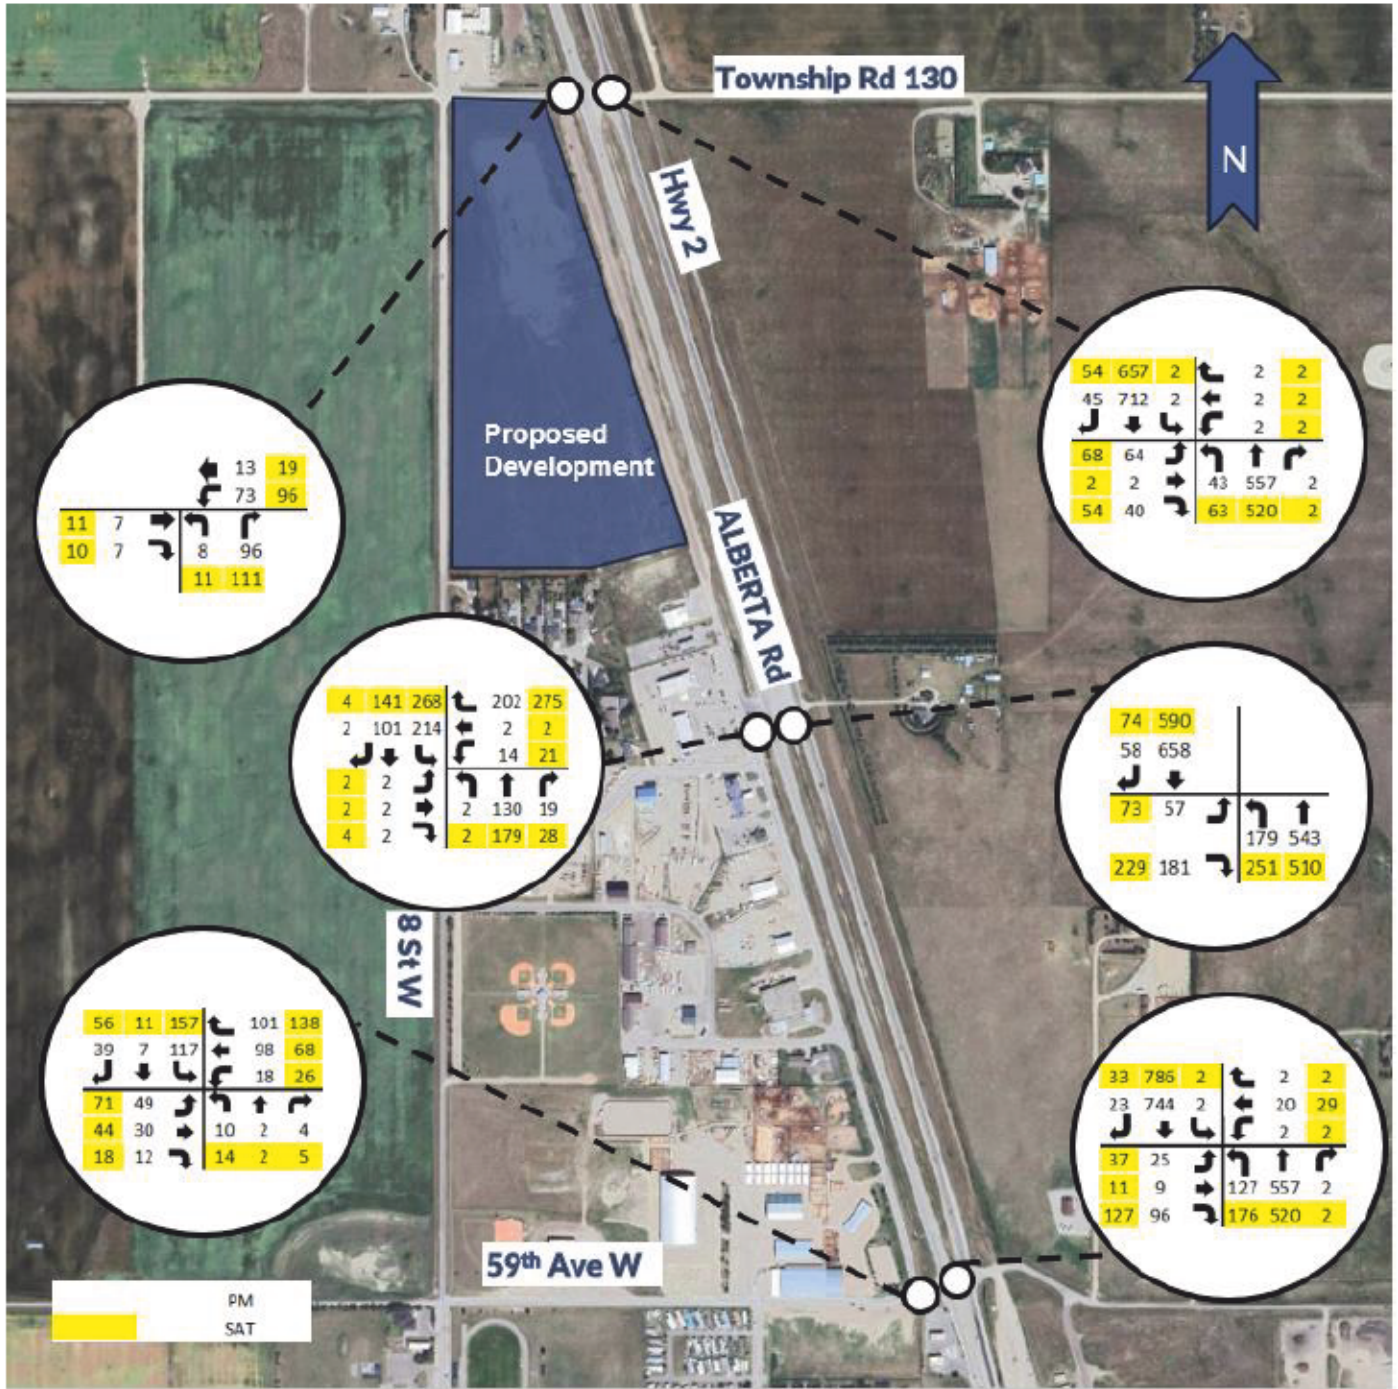 Township Rd 130
N
Hwy 2
54 657 2 2 2
45 712 2 2 2
2 2
68 64
2 2 43 557 2
54 40 63 520 2
Proposed
Development
13 19
73 96
11 7
10 7 8 96
11 111
ALBERTA Rd
4 141 268 202 275
2 101 214 2 2
14 21
2 2
2 2 2 130 19
4 2 2 179 28
74 590
58 658
73 57
179 543
229 181 251 510
8 St W
56 11 157 101 138
39 7 117 98 68
18 26
71 49
44 30 10 2 4
18 12 14 2 5
33 786 2 2 2
23 744 2 20 29
2 2
37 25
11 9 127 557 2
127 96 176 520 2
59th Ave W
PM
SAT